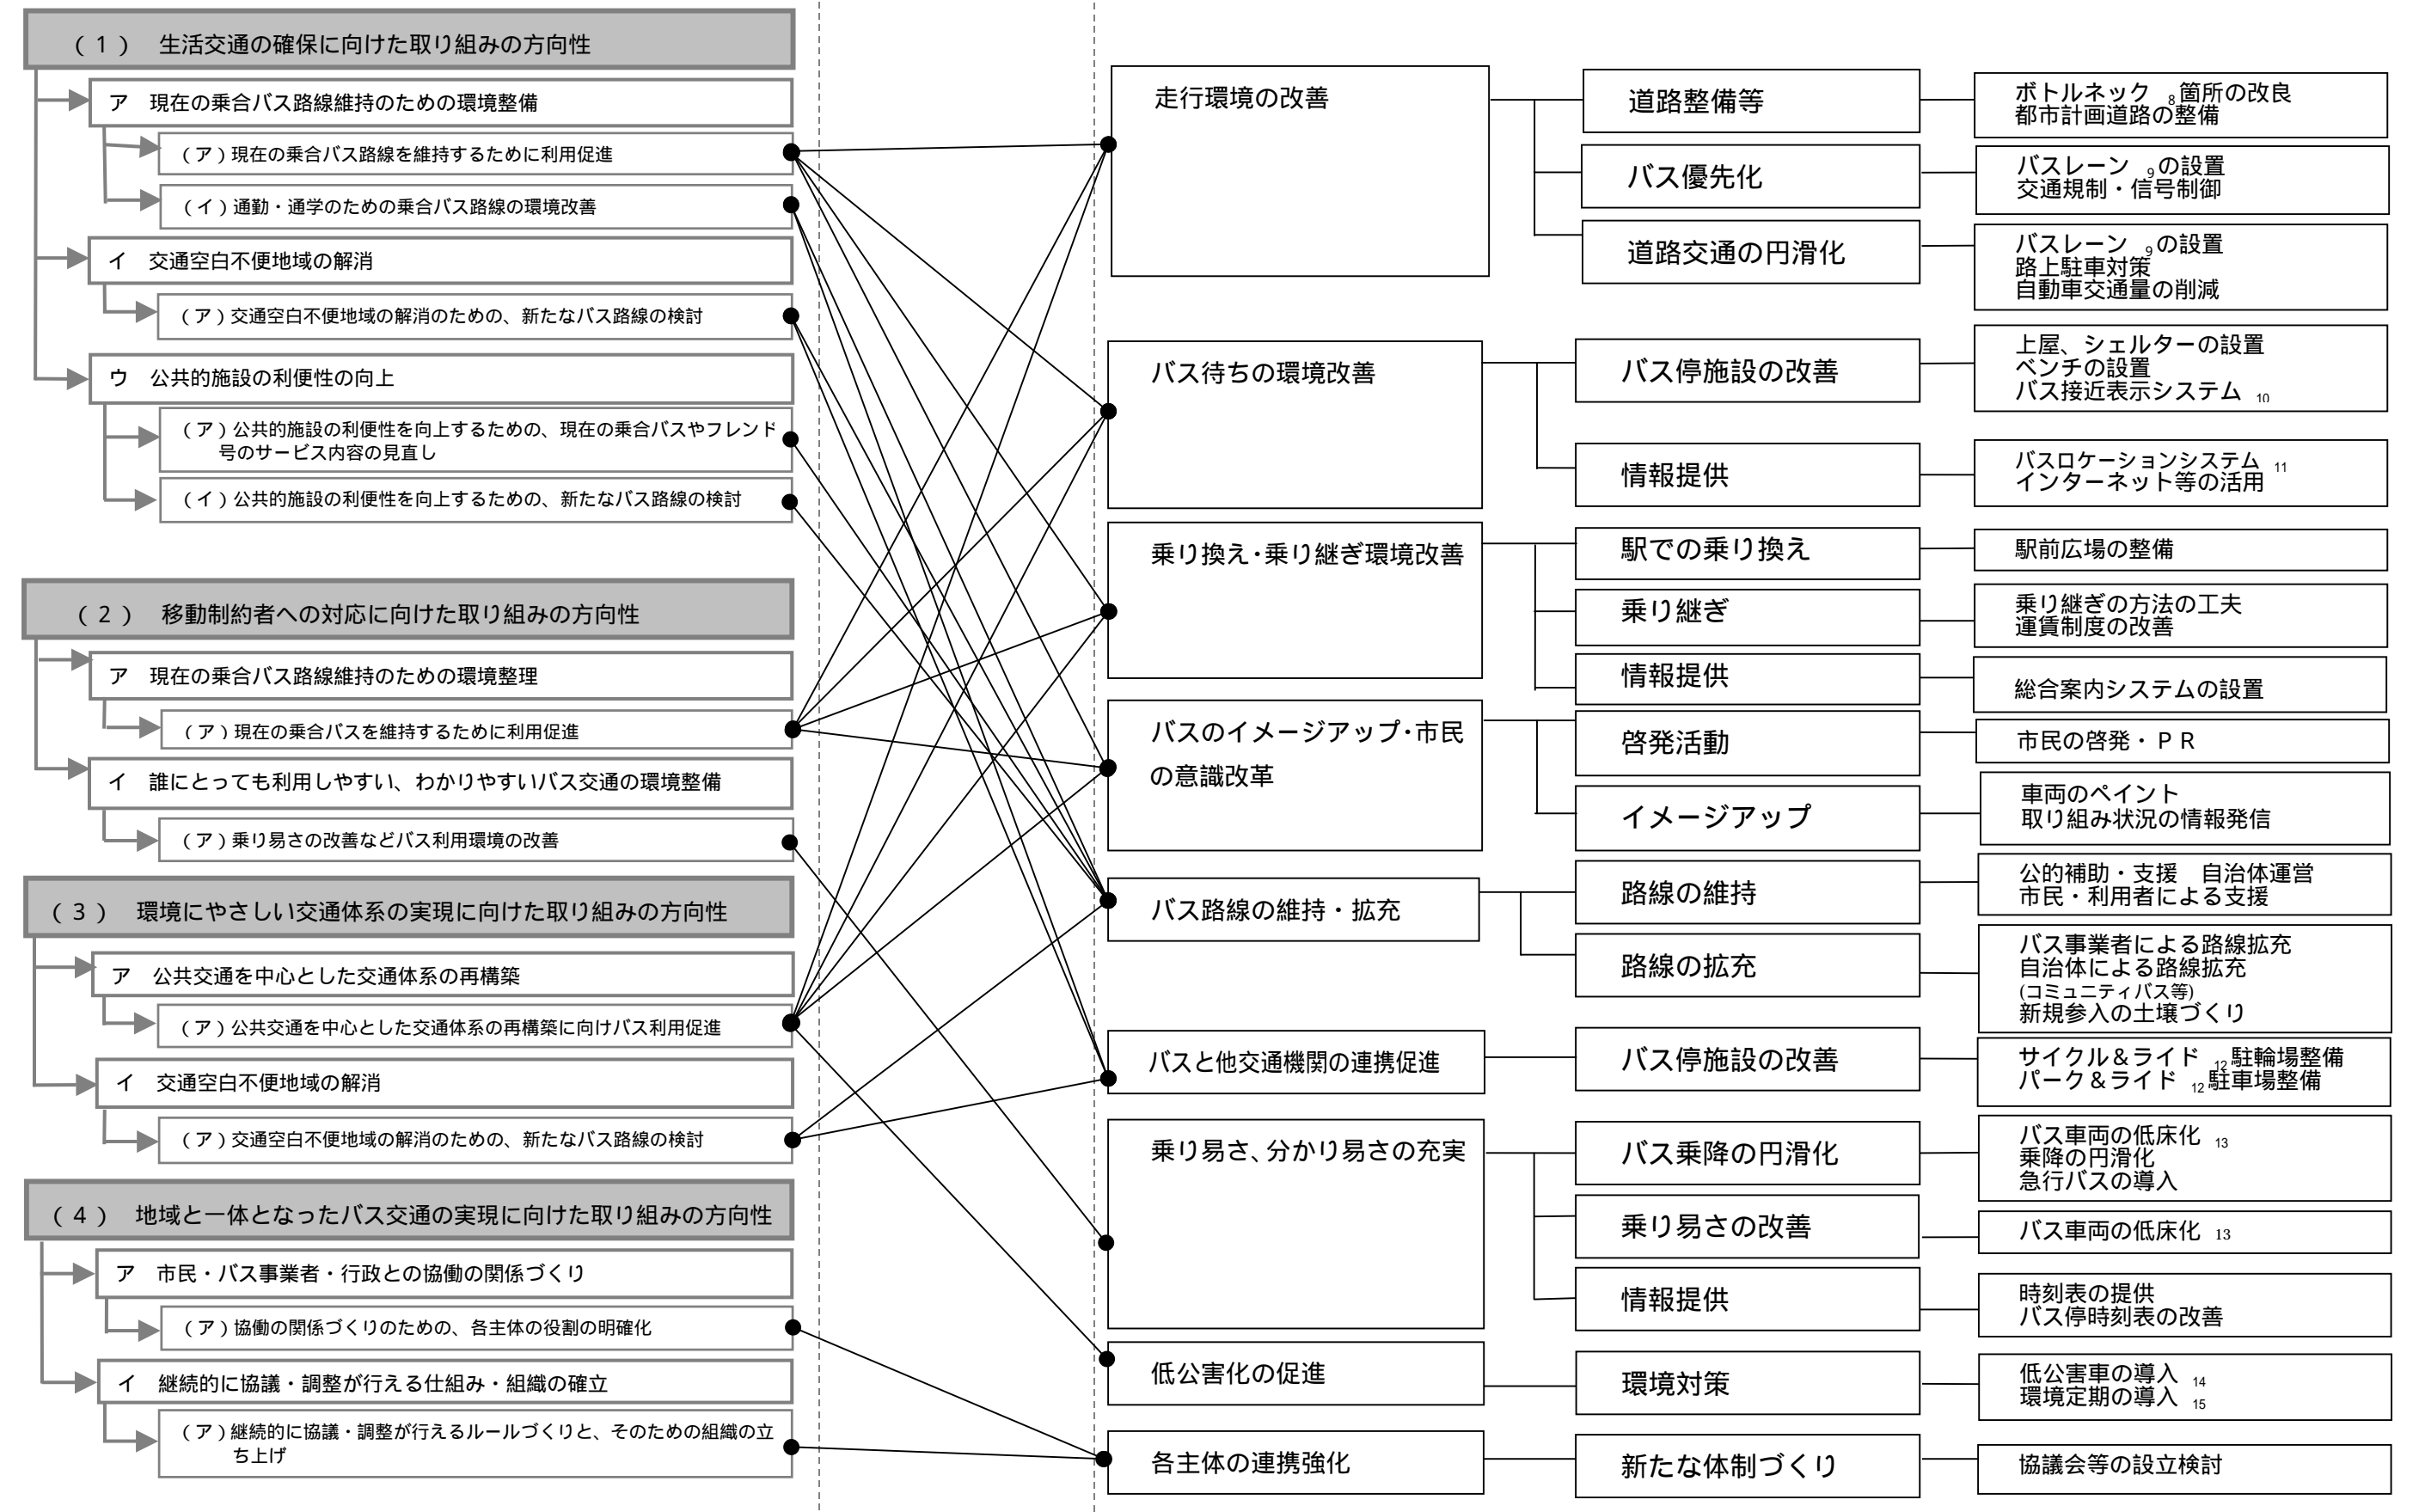 （１）　生活交通の確保に向けた取り組みの方向性
ア　現在の乗合バス路線維持のための環境整備
（ア）現在の乗合バス路線を維持するために利用促進
（イ）通勤・通学のための乗合バス路線の環境改善
イ　交通空白不便地域の解消
（ア）交通空白不便地域の解消のための、新たなバス路線の検討
ウ　公共的施設の利便性の向上
（ア）公共的施設の利便性を向上するための、現在の乗合バスやフレンド
号のサービス内容の見直し
（イ）公共的施設の利便性を向上するための、新たなバス路線の検討
（２）　移動制約者への対応に向けた取り組みの方向性
ア　現在の乗合バス路線維持のための環境整理
（ア）現在の乗合バスを維持するために利用促進
イ　誰にとっても利用しやすい、わかりやすいバス交通の環境整備
（ア）乗り易さの改善などバス利用環境の改善
（３）　環境にやさしい交通体系の実現に向けた取り組みの方向性
ア　公共交通を中心とした交通体系の再構築
（ア）公共交通を中心とした交通体系の再構築に向けバス利用促進
イ　交通空白不便地域の解消
（ア）交通空白不便地域の解消のための、新たなバス路線の検討
（４）　地域と一体となったバス交通の実現に向けた取り組みの方向性
ア　市民・バス事業者・行政との協働の関係づくり
（ア）協働の関係づくりのための、各主体の役割の明確化
イ　継続的に協議・調整が行える仕組み・組織の確立
（ア）継続的に協議・調整が行えるルールづくりと、そのための組織の立
ち上げ
走行環境の改善
道路整備等
ボトルネック 8箇所の改良
都市計画道路の整備
バス優先化
バスレーン 9の設置
交通規制・信号制御
道路交通の円滑化
バスレーン 9の設置
路上駐車対策
自動車交通量の削減
バス待ちの環境改善
バス停施設の改善
上屋、シェルターの設置
ベンチの設置
バス接近表示システム 10
情報提供
バスロケーションシステム 11
インターネット等の活用
乗り換え･乗り継ぎ環境改善
駅での乗り換え
駅前広場の整備
乗り継ぎ
乗り継ぎの方法の工夫
運賃制度の改善
情報提供
総合案内システムの設置
バスのイメージアップ･市民
の意識改革
啓発活動
市民の啓発・ＰＲ
イメージアップ
車両のペイント
取り組み状況の情報発信
バス路線の維持・拡充
路線の維持
公的補助・支援　自治体運営
市民・利用者による支援
路線の拡充
バス事業者による路線拡充
自治体による路線拡充
(コミュニティバス等)
新規参入の土壌づくり
バスと他交通機関の連携促進
バス停施設の改善
サイクル＆ライド 12駐輪場整備
パーク＆ライド 12駐車場整備
乗り易さ、分かり易さの充実
バス乗降の円滑化
バス車両の低床化 13
乗降の円滑化
急行バスの導入
乗り易さの改善
バス車両の低床化 13
情報提供
時刻表の提供
バス停時刻表の改善
低公害化の促進
環境対策
低公害車の導入 14
環境定期の導入 15
各主体の連携強化
新たな体制づくり
協議会等の設立検討